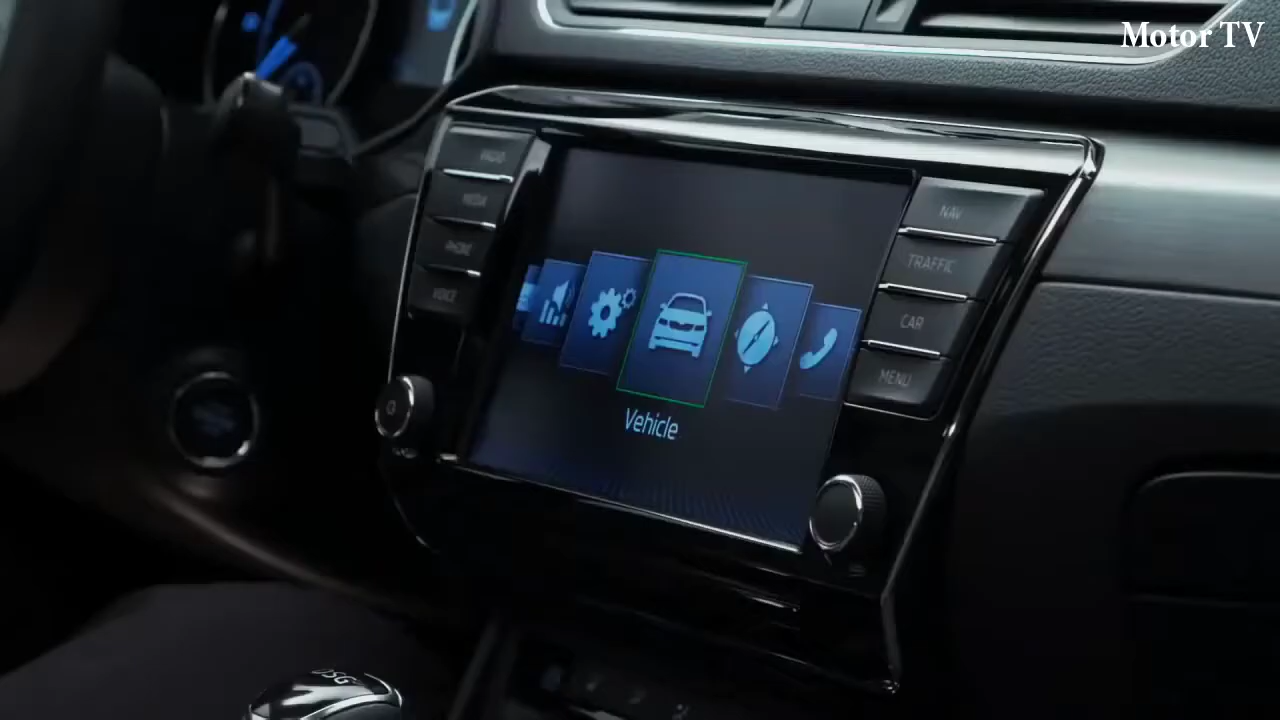 Motor TV
RADIO
MEDIA
PHONE
VOICE
NAV
TRAFFIC
CAR
MENU
Vehicle
DSG